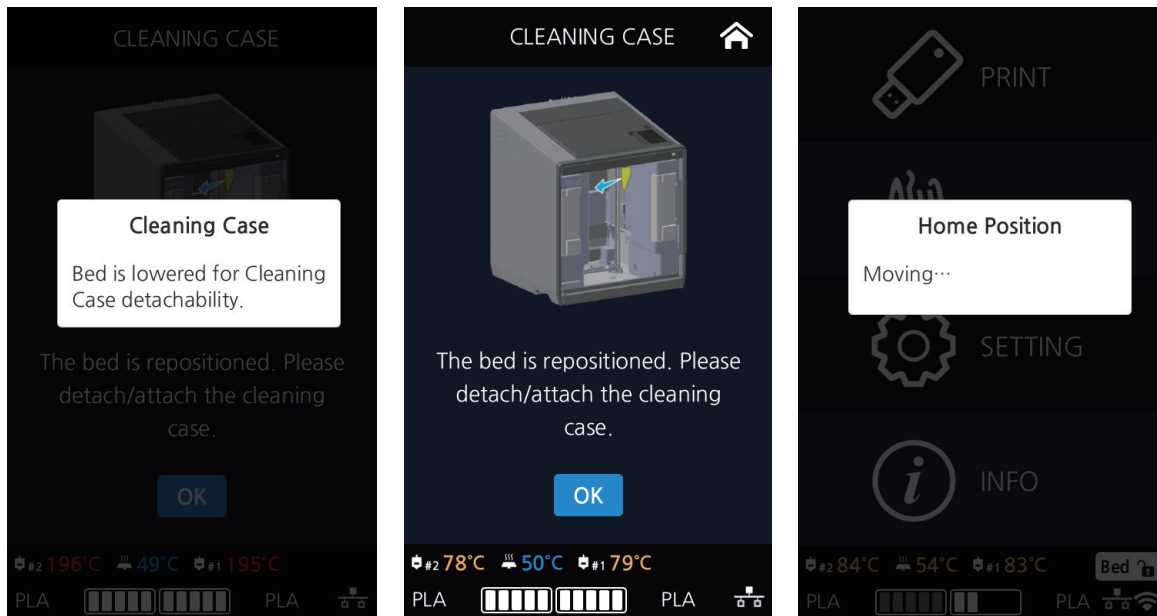 CLEANING CASE
Cleaning Case
Bed is lowered for Cleaning
Case detachability.
The bed is repositioned. Please
detach/attach the cleaning
case.
OK
#2 196°C 49°C #1 195°C
PLA PLA
CLEANING CASE
The bed is repositioned. Please
detach/attach the cleaning
case.
OK
#2 78°C 50°C #1 79°C
PLA PLA
PRINT
Home Position
Moving…
SETTING
INFO
#2 84°C 54°C #1 83°C Bed
PLA PLA